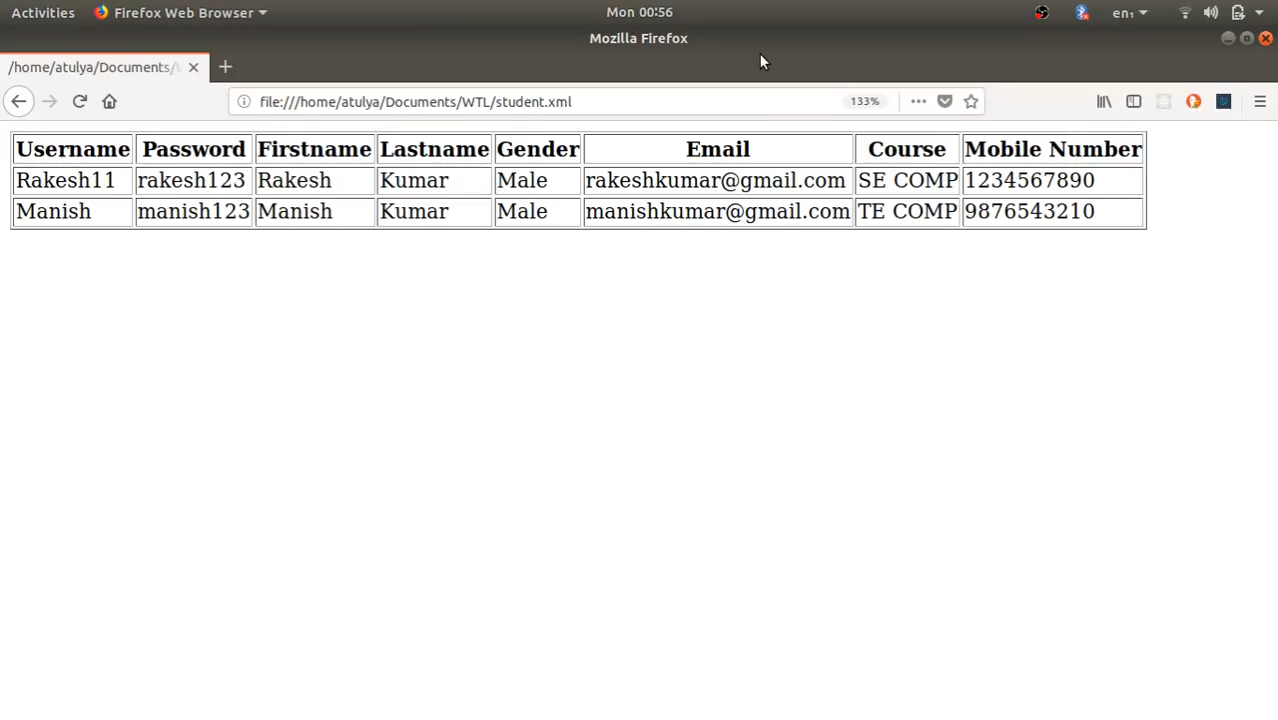 Activities Firefox Web Browser Mon 00:56 en₁
Mozilla Firefox
/home/atulya/Documents/
file:///home/atulya/Documents/WTL/student.xml 133%
Username Password Firstname Lastname Gender Email Course Mobile Number
Rakesh11 rakesh123 Rakesh Kumar Male rakeshkumar@gmail.com SE COMP 1234567890
Manish manish123 Manish Kumar Male manishkumar@gmail.com TE COMP 9876543210